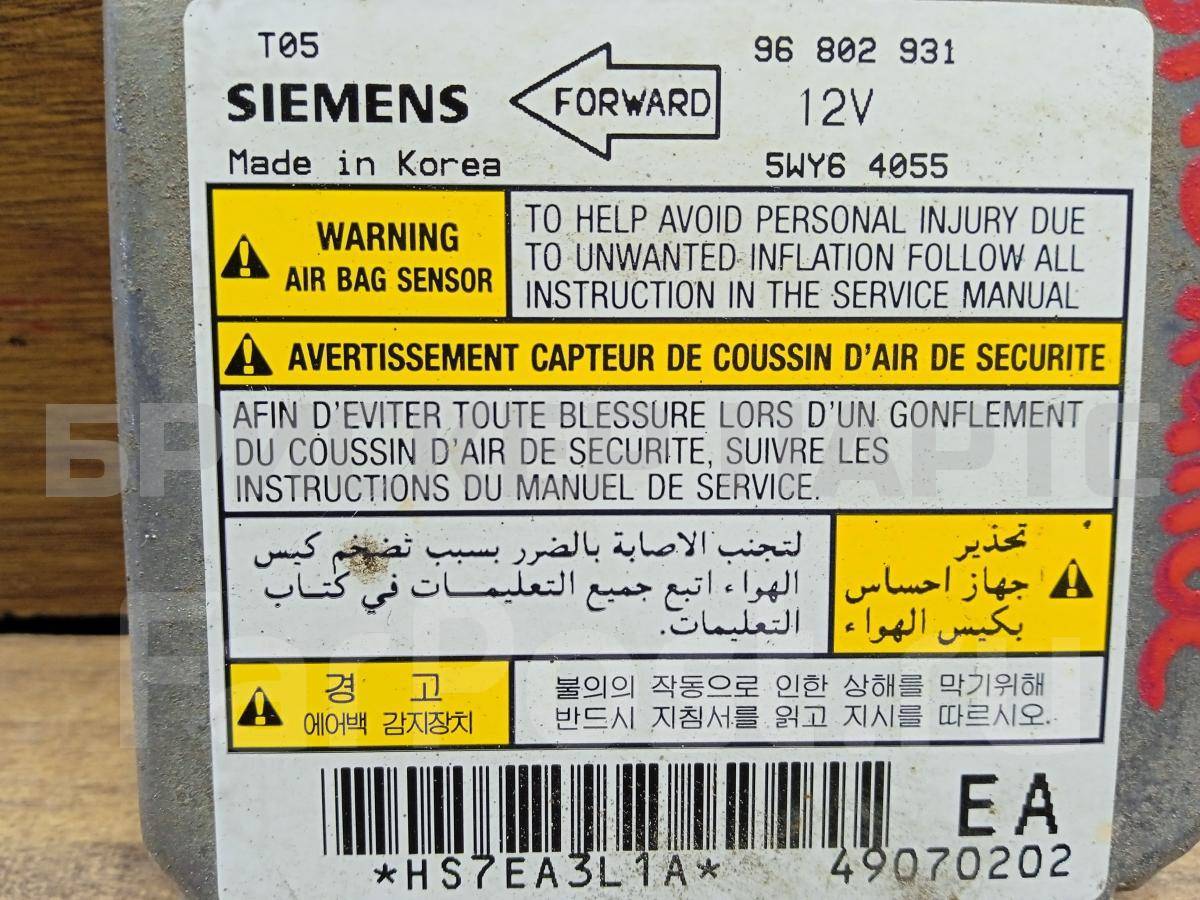 T05
96 802 931
SIEMENS
FORWARD
12V
Made in Korea
5WY6 4055
WARNING
AIR BAG SENSOR
TO HELP AVOID PERSONAL INJURY DUE
TO UNWANTED INFLATION FOLLOW ALL
INSTRUCTION IN THE SERVICE MANUAL
AVERTISSEMENT CAPTEUR DE COUSSIN D'AIR DE SECURITE
AFIN D'EVITER TOUTE BLESSURE LORS D'UN GONFLEMENT
DU COUSSIN D'AIR DE SECURITE, SUIVRE LES
INSTRUCTIONS DU MANUEL DE SERVICE.
تحذير
جهاز احساس
بكيس الهواء
لتجنب الاصابة بالضرر بسبب تضخم كيس
الهواء اتبع جميع التعليمات في كتاب
التعليمات.
경 고
에어백 감지장치
불의의 작동으로 인한 상해를 막기위해
반드시 지침서를 읽고 지시를 따르시오.
EA
*HS7EA3L1A*
49070202
FarPost.ru